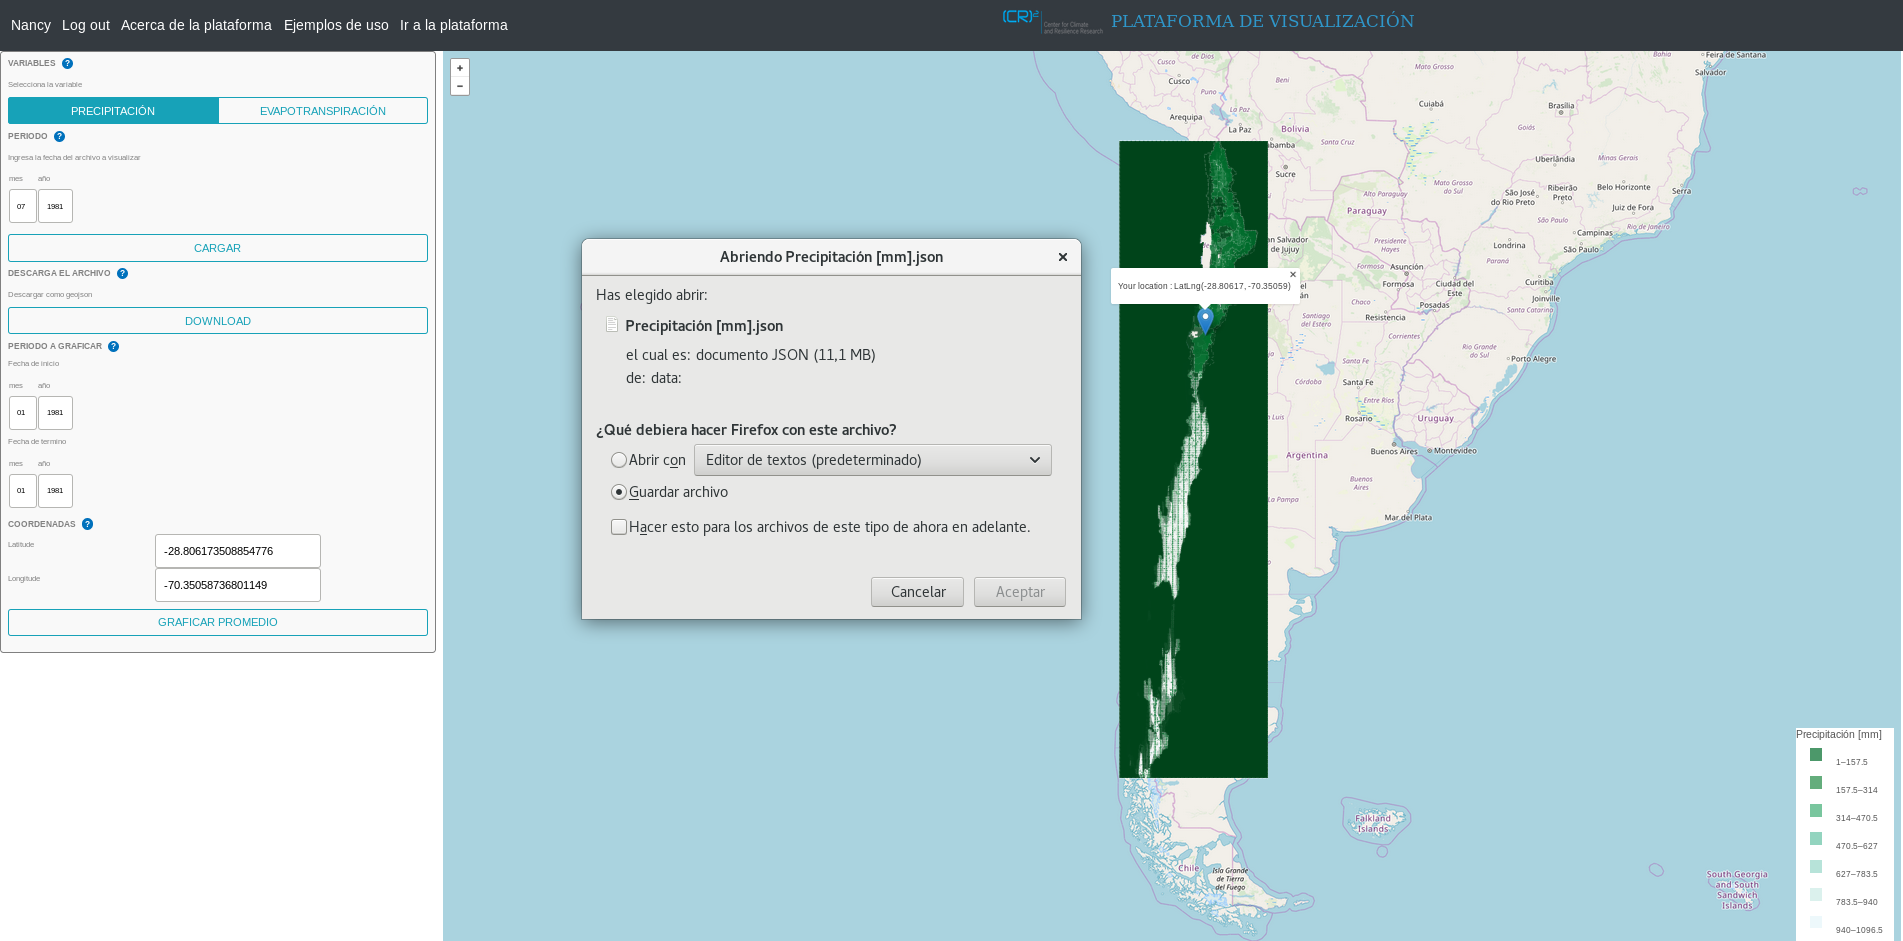 Nancy Log out Acerca de la plataforma Ejemplos de uso Ir a la plataforma
(CR)2 Center for Climate
and Resilience Research
PLATAFORMA DE VISUALIZACIÓN
VARIABLES ?
Selecciona la variable
PRECIPITACIÓN EVAPOTRANSPIRACIÓN
PERIODO ?
Ingresa la fecha del archivo a visualizar
mes año
07 1981
CARGAR
DESCARGA EL ARCHIVO ?
Descargar como geojson
DOWNLOAD
PERIODO A GRAFICAR ?
Fecha de inicio
mes año
01 1981
Fecha de termino
mes año
01 1981
COORDENADAS ?
Latitude -28.806173508854776
Longitude -70.35058736801149
GRAFICAR PROMEDIO
+
−
Abriendo Precipitación [mm].json ×
Has elegido abrir:
Precipitación [mm].json
el cual es: documento JSON (11,1 MB)
de: data:
¿Qué debiera hacer Firefox con este archivo?
Abrir con Editor de textos (predeterminado)
Guardar archivo
Hacer esto para los archivos de este tipo de ahora en adelante.
Cancelar Aceptar
Your location : LatLng(-28.80617, -70.35059) ×
Bahia
Feira de Santana
Salvador
Mato Grosso
Cusco
Cusco
Beni
Puno
La Paz
Cuiabá
Brasília
Arequipa
La Paz
Bolivia
Santa Cruz
Goiás
abamba
Uberlândia
Minas Gerais
Sucre
Mato Grosso
do Sul
São José
do Rio Preto
Ribeirão
Preto
Belo Horizonte
Serra
Alto Paraguay
Paraguay
São Paulo
Juiz de Fora
Rio de Janeiro
Campinas
an Salvador
de Jujuy
Presidente
Hayes
Londrina
São Paulo
Paraná
Asunción
Curitiba
Formosa
Formosa
Joinville
Chaco
Posadas
Santa Catarina
Corrientes
Resistencia
Santiago
del Estero
Rio Grande
do Sul
Porto Alegre
Santa Fe
Córdoba
Santa Fe
Entre Ríos
Rosario
Uruguay
an Luis
Buenos Aires
Montevideo
Argentina
Buenos
Aires
La Pampa
Mar del Plata
Falkland
Islands
Chile
Isla Grande
de Tierra
del Fuego
South Georgia
and South
Sandwich
Islands
Precipitación [mm]
1–157.5
157.5–314
314–470.5
470.5–627
627–783.5
783.5–940
940–1096.5